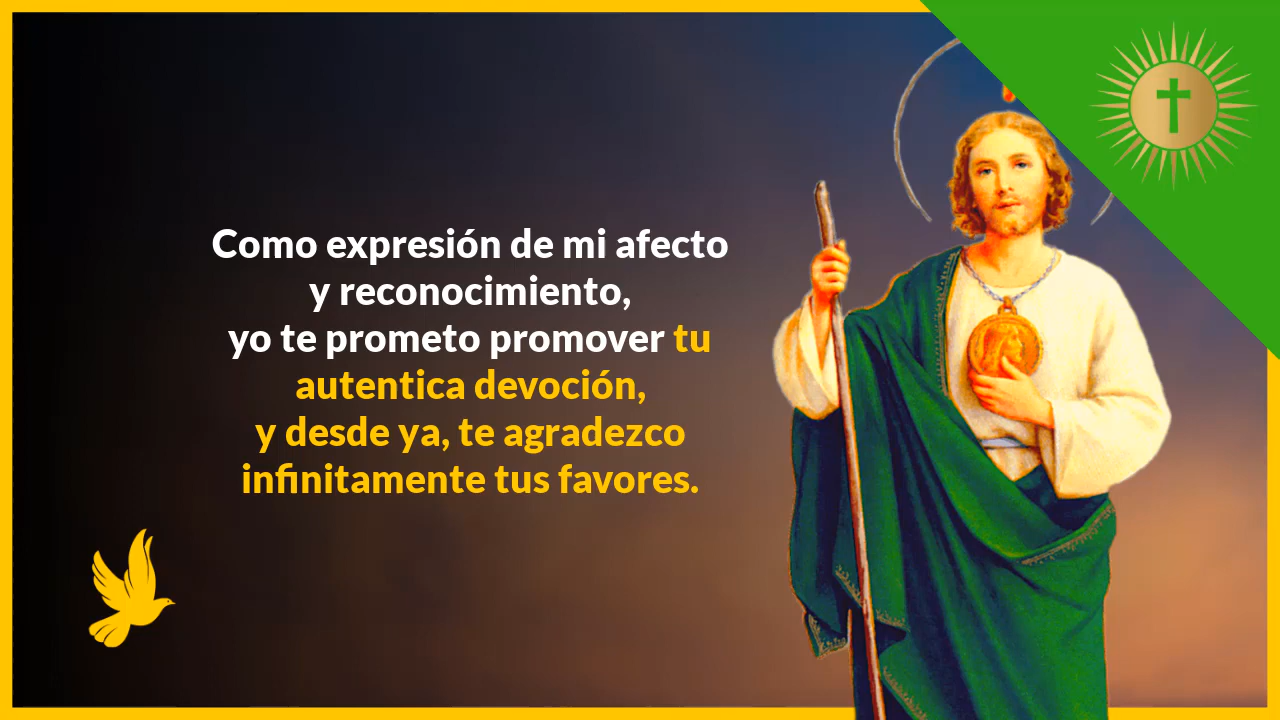 Como expresión de mi afecto
y reconocimiento,
yo te prometo promover tu
autentica devoción,
y desde ya, te agradezco
infinitamente tus favores.